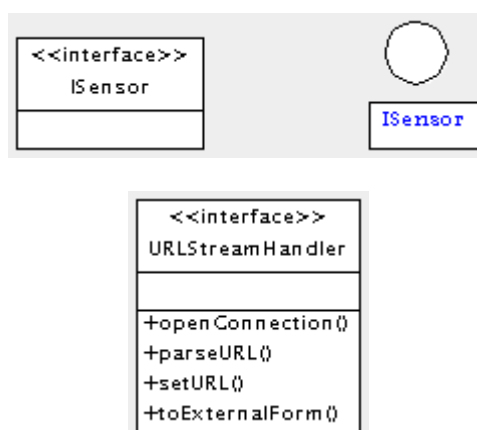 <<interface>>
ISensor
ISensor
<<interface>>
URLStreamHandler
+openConnection()
+parseURL()
+setURL()
+toExternalForm()